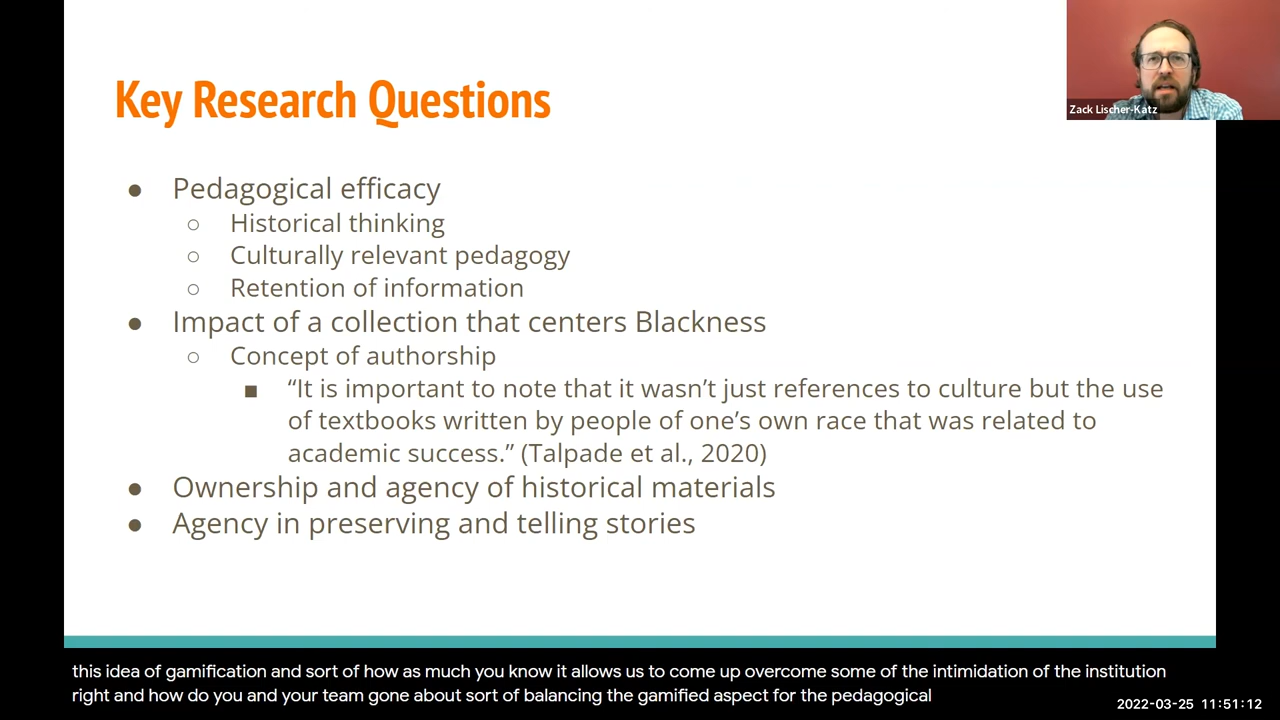 Key Research Questions
Zack Lischer-Katz
● Pedagogical efficacy
○ Historical thinking
○ Culturally relevant pedagogy
○ Retention of information
● Impact of a collection that centers Blackness
○ Concept of authorship
■ “It is important to note that it wasn’t just references to culture but the use
of textbooks written by people of one’s own race that was related to
academic success.” (Talpade et al., 2020)
● Ownership and agency of historical materials
● Agency in preserving and telling stories
this idea of gamification and sort of how as much you know it allows us to come up overcome some of the intimidation of the institution
right and how do you and your team gone about sort of balancing the gamified aspect for the pedagogical
2022-03-25 11:51:12